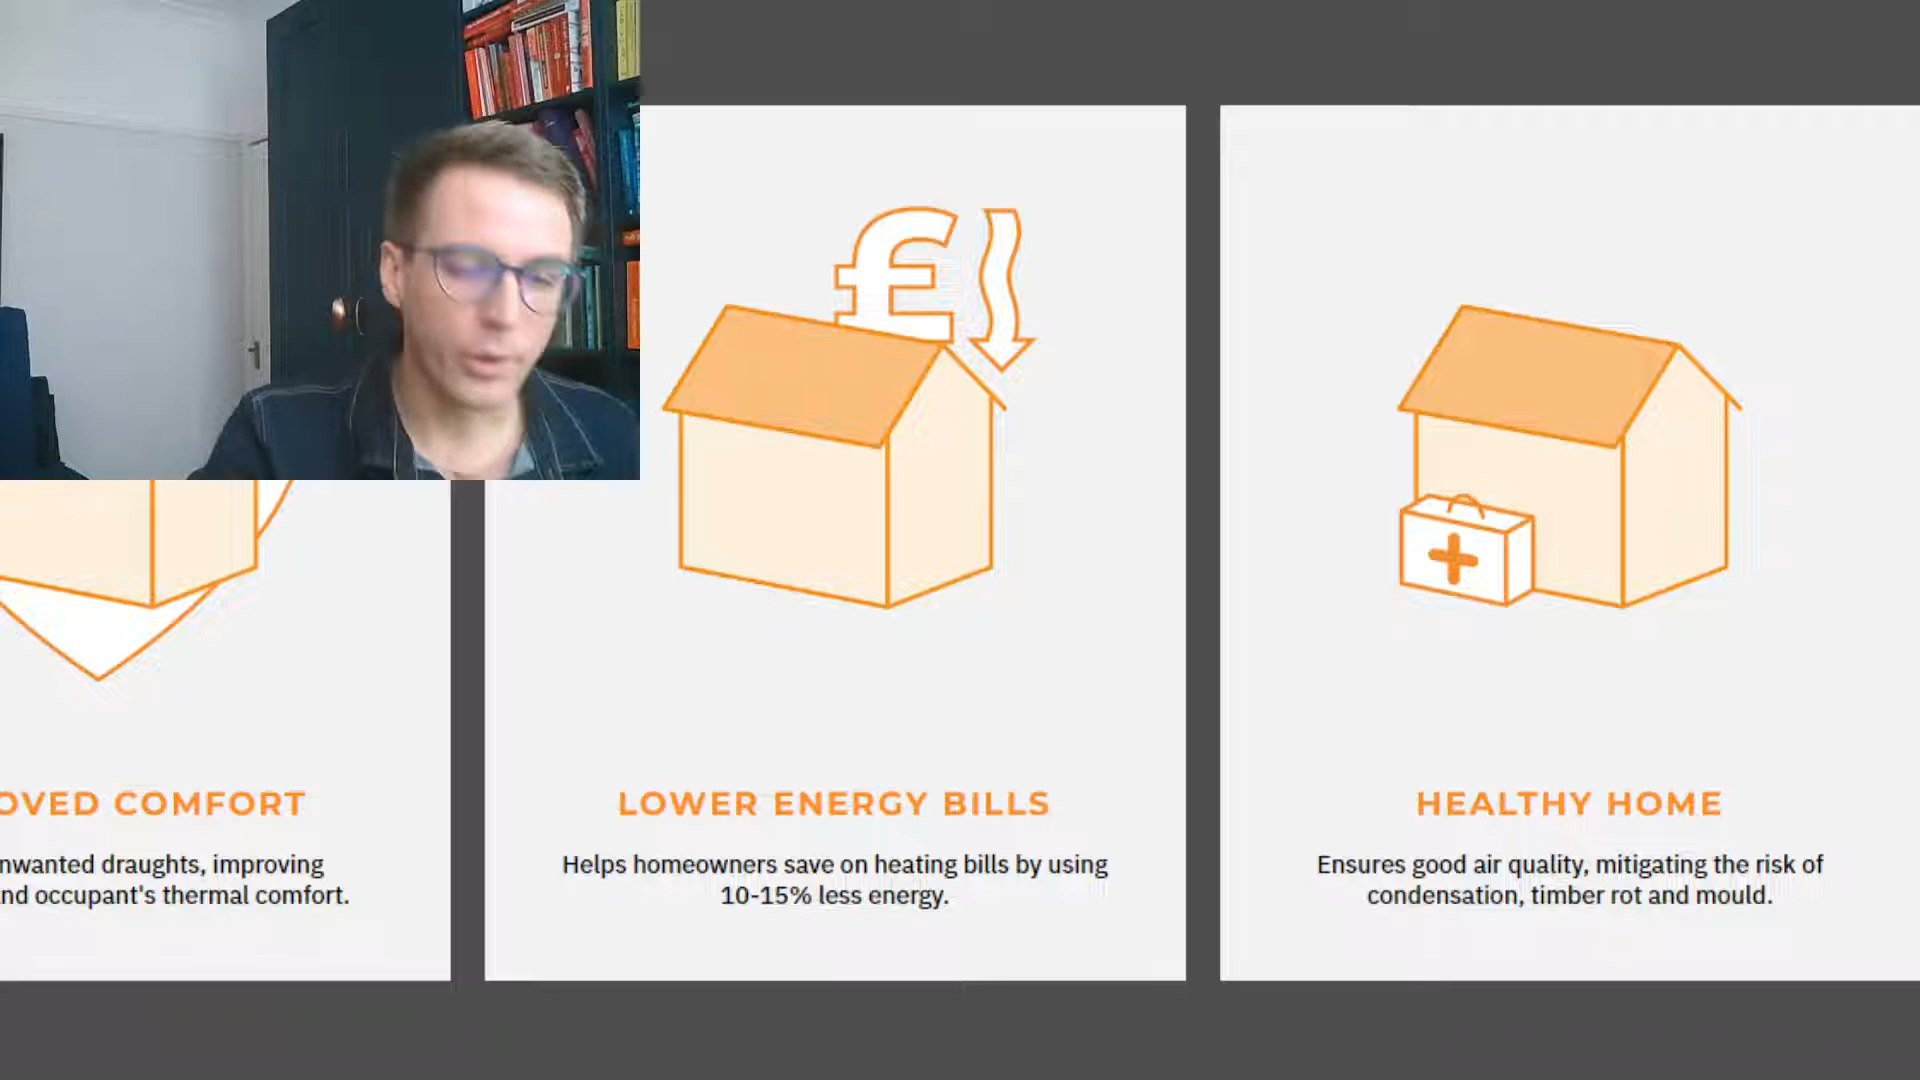 OVED COMFORT
nwanted draughts, improving
nd occupant's thermal comfort.
£
LOWER ENERGY BILLS
Helps homeowners save on heating bills by using
10-15% less energy.
HEALTHY HOME
Ensures good air quality, mitigating the risk of
condensation, timber rot and mould.